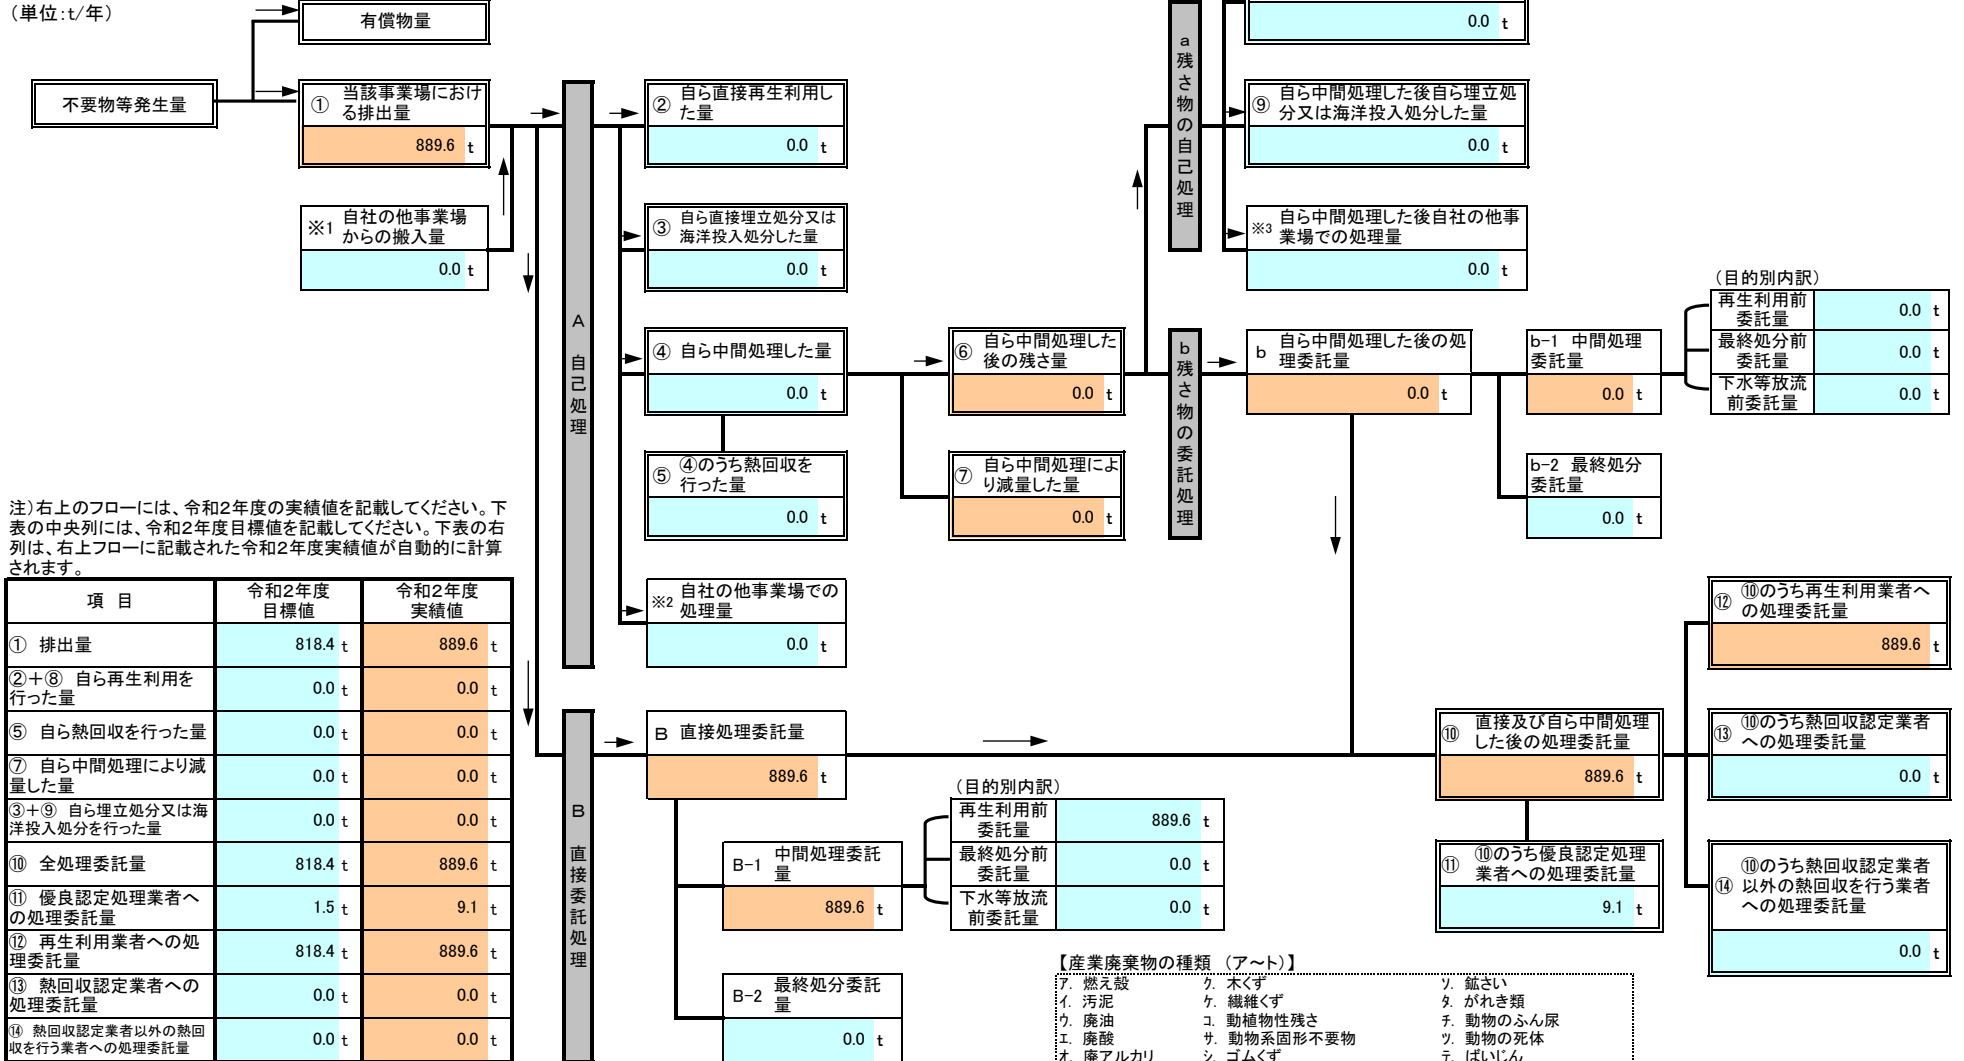 （単位:t/年）
有償物量
不要物等発生量
① 当該事業場におけ
る排出量
889.6 t
※1 自社の他事業場
からの搬入量
0.0 t
A 自己処理
② 自ら直接再生利用し
た量
0.0 t
③ 自ら直接埋立処分又は
海洋投入処分した量
0.0 t
④ 自ら中間処理した量
0.0 t
⑤ ④のうち熱回収を
行った量
0.0 t
※2 自社の他事業場での
処理量
0.0 t
⑥ 自ら中間処理した
後の残さ量
0.0 t
⑦ 自ら中間処理によ
り減量した量
0.0 t
a 残さ物の自己処理
0.0 t
⑨ 自ら中間処理した後自ら埋立処
分又は海洋投入処分した量
0.0 t
※3 自ら中間処理した後自社の他事
業場での処理量
0.0 t
b 残さ物の委託処理
b 自ら中間処理した後の処
理委託量
0.0 t
b-1 中間処理
委託量
0.0 t
b-2 最終処分
委託量
0.0 t
（目的別内訳）
再生利用前
委託量 0.0 t
最終処分前
委託量 0.0 t
下水等放流
前委託量 0.0 t
注）右上のフローには、令和2年度の実績値を記載してください。下
表の中央列には、令和2年度目標値を記載してください。下表の右
列は、右上フローに記載された令和2年度実績値が自動的に計算
されます。
項 目 令和2年度 目標値 令和2年度 実績値
① 排出量 818.4 t 889.6 t
②＋⑧ 自ら再生利用を
行った量 0.0 t 0.0 t
⑤ 自ら熱回収を行った量 0.0 t 0.0 t
⑦ 自ら中間処理により減
量した量 0.0 t 0.0 t
③＋⑨ 自ら埋立処分又は海
洋投入処分を行った量 0.0 t 0.0 t
⑩ 全処理委託量 818.4 t 889.6 t
⑪ 優良認定処理業者へ
の処理委託量 1.5 t 9.1 t
⑫ 再生利用業者への処
理委託量 818.4 t 889.6 t
⑬ 熱回収認定業者への
処理委託量 0.0 t 0.0 t
⑭ 熱回収認定業者以外の熱回
収を行う業者への処理委託量 0.0 t 0.0 t
B 直接委託処理
B 直接処理委託量
889.6 t
B-1 中間処理委託
量
889.6 t
B-2 最終処分委託
量
0.0 t
（目的別内訳）
再生利用前
委託量 889.6 t
最終処分前
委託量 0.0 t
下水等放流
前委託量 0.0 t
⑩ 直接及び自ら中間処理
した後の処理委託量
889.6 t
⑪ ⑩のうち優良認定処理
業者への処理委託量
9.1 t
⑫ ⑩のうち再生利用業者へ
の処理委託量
889.6 t
⑬ ⑩のうち熱回収認定業者
への処理委託量
0.0 t
⑭ ⑩のうち熱回収認定業者
以外の熱回収を行う業者
への処理委託量
0.0 t
【産業廃棄物の種類 （ア～ト）】
ア. 燃え殻 ク. 木くず ソ. 鉱さい
イ. 汚泥 ケ. 繊維くず タ. がれき類
ウ. 廃油 コ. 動植物性残さ チ. 動物のふん尿
エ. 廃酸 サ. 動物系固形不要物 ツ. 動物の死体
オ. 廃アルカリ シ. ゴムくず テ. ばいじん